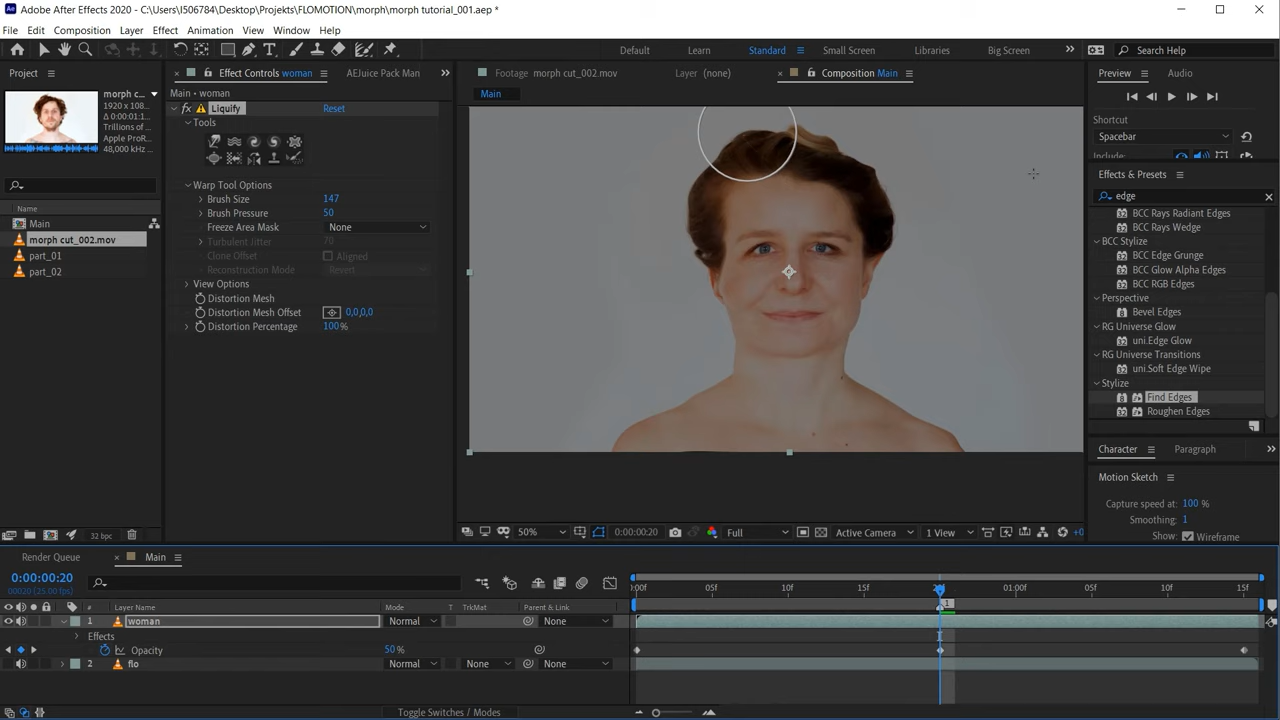 Adobe After Effects 2020 - C:\Users\I506784\Desktop\Projekts\FLOMOTION\morph\morph tutorial_001.aep *
File Edit Composition Layer Effect Animation View Window Help
Default Learn Standard Small Screen Libraries Big Screen Search Help
Project
Effect Controls woman
AEJuice Pack Man
Footage morph cut_002.mov
Layer (none)
Composition Main
Preview
Audio
morph c...
1920 x 108...
Δ 0:00:01:1
Trillions of
Apple ProR
48,000 kHz
Name
Main
morph cut_002.mov
part_01
part_02
32 bpc
Main • woman
fx Liquify Reset
Tools
Warp Tool Options
Brush Size 147
Brush Pressure 50
Freeze Area Mask None
Turbulent Jitter 70
Clone Offset Aligned
Reconstruction Mode Revert
View Options
Distortion Mesh
Distortion Mesh Offset 0,0,0,0
Distortion Percentage 100%
Main
50% 0:00:00:20 Full Active Camera 1 View +0
Shortcut
Spacebar
Include:
Effects & Presets
edge
BCC Rays Radiant Edges
BCC Rays Wedge
BCC Stylize
BCC Edge Grunge
BCC Glow Alpha Edges
BCC RGB Edges
Perspective
Bevel Edges
RG Universe Glow
uni.Edge Glow
RG Universe Transitions
uni.Soft Edge Wipe
Stylize
Find Edges
Roughen Edges
Character
Paragraph
Motion Sketch
Capture speed at: 100 %
Smoothing: 1
Show: Wireframe
Render Queue
Main
0:00:00:20
00020 (25.00 fps)
:00f 05f 10f 15f 01:00f 05f 10f 15f
# Layer Name Mode T TrkMat Parent & Link
1 woman Normal None
Effects
Opacity 50 %
2 flo Normal None None
Toggle Switches / Modes
1